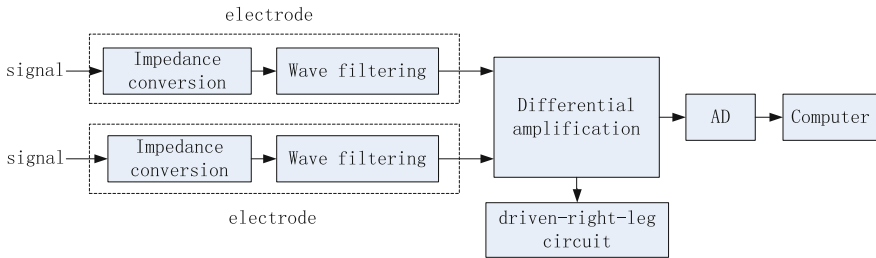 electrode
signal
Impedance
conversion
Wave filtering
Differential
amplification
AD
Computer
signal
Impedance
conversion
Wave filtering
electrode
driven-right-leg
circuit